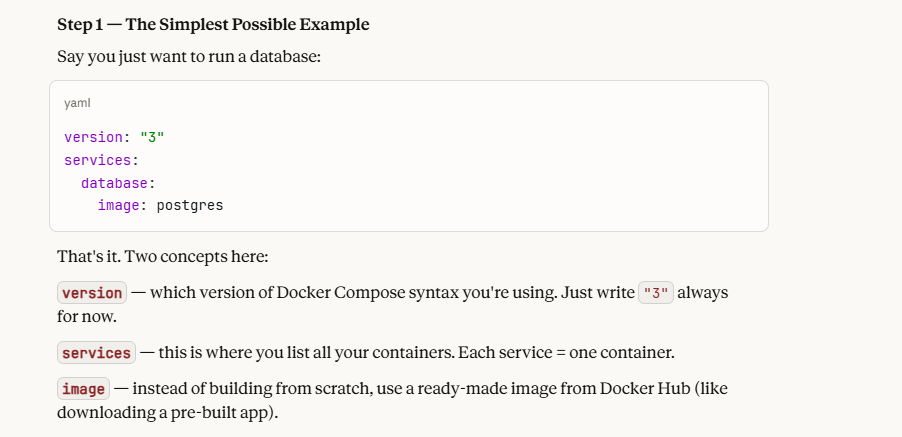 Step 1 — The Simplest Possible Example
Say you just want to run a database:
yaml
version: "3"
services:
  database:
    image: postgres
That's it. Two concepts here:
version — which version of Docker Compose syntax you're using. Just write "3" always
for now.
services — this is where you list all your containers. Each service = one container.
image — instead of building from scratch, use a ready-made image from Docker Hub (like
downloading a pre-built app).